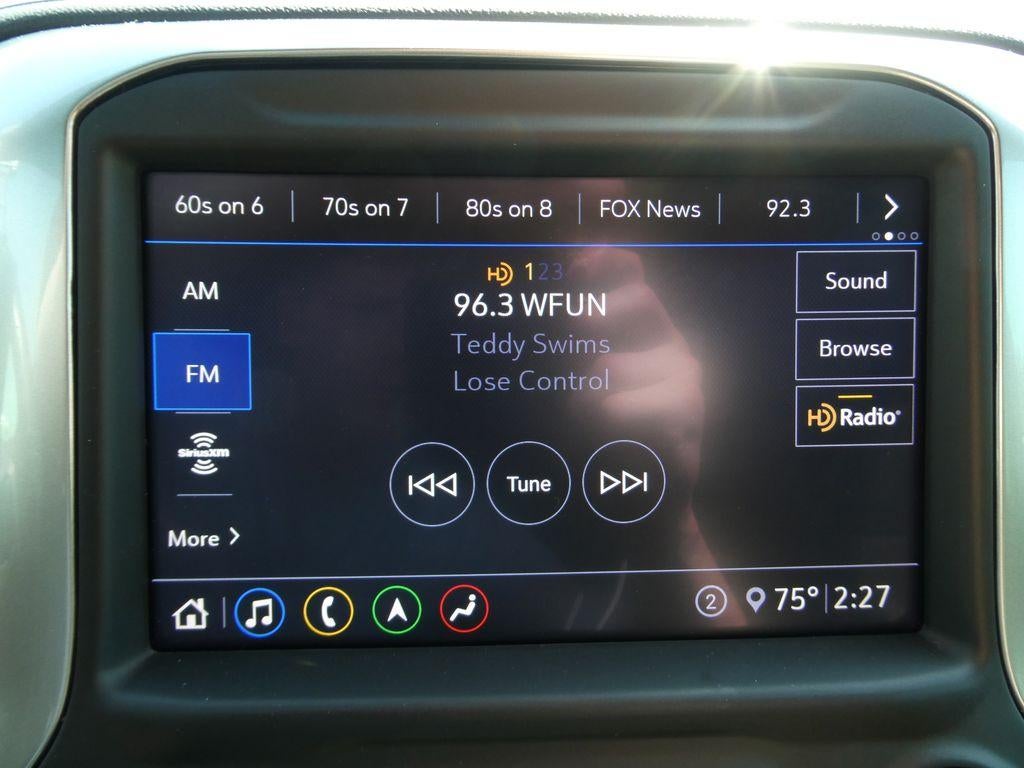 60s on 6 70s on 7 80s on 8 FOX News 92.3
AM
FM
SiriusXM
More
HD 123
96.3 WFUN
Teddy Swims
Lose Control
Tune
Sound
Browse
HD Radio
2 75° 2:27